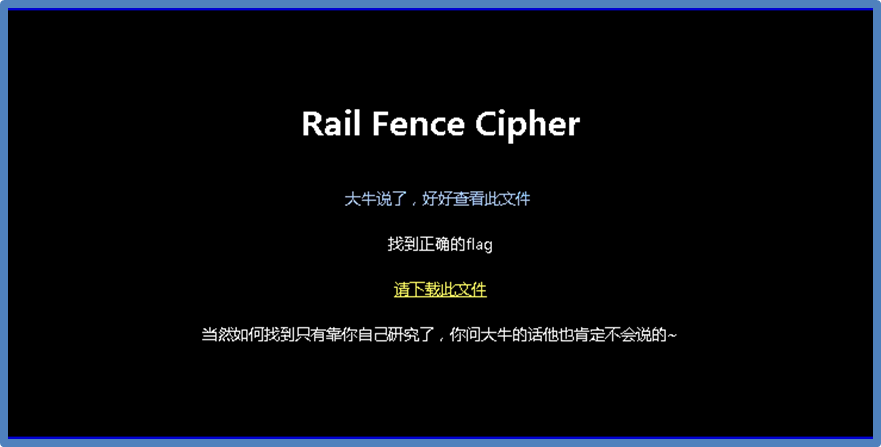 Rail Fence Cipher
大牛说了，好好查看此文件
找到正确的flag
请下载此文件
当然如何找到只有靠你自己研究了，你问大牛的话他也肯定不会说的~